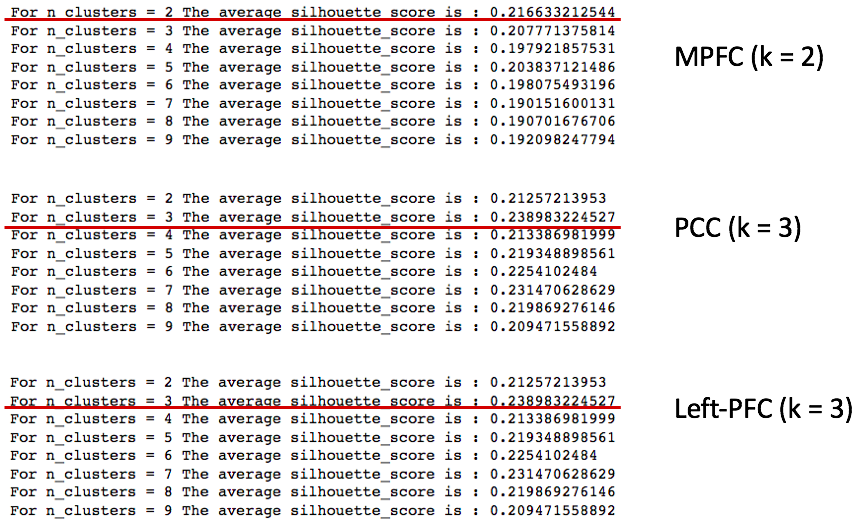 For n_clusters = 2 The average silhouette_score is : 0.216633212544
For n_clusters = 3 The average silhouette_score is : 0.207771375814
For n_clusters = 4 The average silhouette_score is : 0.197921857531
For n_clusters = 5 The average silhouette_score is : 0.203837121486
For n_clusters = 6 The average silhouette_score is : 0.198075493196
For n_clusters = 7 The average silhouette_score is : 0.190151600131
For n_clusters = 8 The average silhouette_score is : 0.190701676706
For n_clusters = 9 The average silhouette_score is : 0.192098247794
MPFC (k = 2)
For n_clusters = 2 The average silhouette_score is : 0.21257213953
For n_clusters = 3 The average silhouette_score is : 0.238983224527
For n_clusters = 4 The average silhouette_score is : 0.213386981999
For n_clusters = 5 The average silhouette_score is : 0.219348898561
For n_clusters = 6 The average silhouette_score is : 0.2254102484
For n_clusters = 7 The average silhouette_score is : 0.231470628629
For n_clusters = 8 The average silhouette_score is : 0.219869276146
For n_clusters = 9 The average silhouette_score is : 0.209471558892
PCC (k = 3)
For n_clusters = 2 The average silhouette_score is : 0.21257213953
For n_clusters = 3 The average silhouette_score is : 0.238983224527
For n_clusters = 4 The average silhouette_score is : 0.213386981999
For n_clusters = 5 The average silhouette_score is : 0.219348898561
For n_clusters = 6 The average silhouette_score is : 0.2254102484
For n_clusters = 7 The average silhouette_score is : 0.231470628629
For n_clusters = 8 The average silhouette_score is : 0.219869276146
For n_clusters = 9 The average silhouette_score is : 0.209471558892
Left-PFC (k = 3)